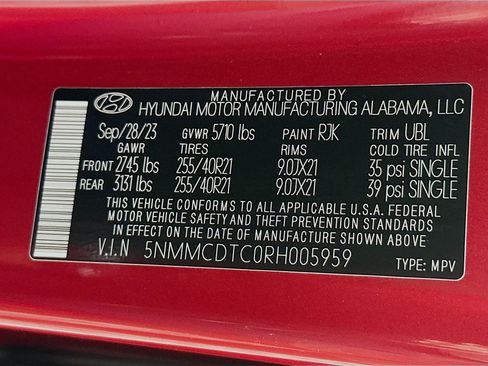 MANUFACTURED BY
HYUNDAI MOTOR MANUFACTURING ALABAMA, LLC
Sep/28/23 GVWR 5710 lbs PAINT RJK TRIM UBL
GAWR TIRES RIMS COLD TIRE INFL
FRONT 2745 lbs 255/40R21 9.0JX21 35 psi SINGLE
REAR 3131 lbs 255/40R21 9.0JX21 39 psi SINGLE
THIS VEHICLE CONFORMS TO ALL APPLICABLE U.S.A. FEDERAL
MOTOR VEHICLE SAFETY AND THEFT PREVENTION STANDARDS
IN EFFECT ON THE DATE OF MANUFACTURE SHOWN ABOVE
V.I.N 5NMMCDTC0RH005959 TYPE: MPV